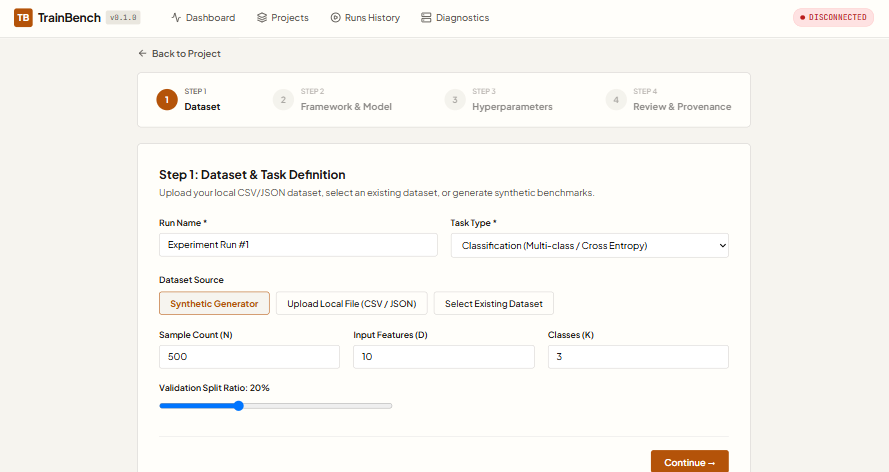 TB TrainBench v0.1.0 Dashboard Projects Runs History Diagnostics DISCONNECTED
← Back to Project
1 STEP 1 Dataset
2 STEP 2 Framework & Model
3 STEP 3 Hyperparameters
4 STEP 4 Review & Provenance
Step 1: Dataset & Task Definition
Upload your local CSV/JSON dataset, select an existing dataset, or generate synthetic benchmarks.
Run Name * Task Type *
Experiment Run #1 Classification (Multi-class / Cross Entropy)
Dataset Source
Synthetic Generator Upload Local File (CSV / JSON) Select Existing Dataset
Sample Count (N) Input Features (D) Classes (K)
500 10 3
Validation Split Ratio: 20%
Continue →